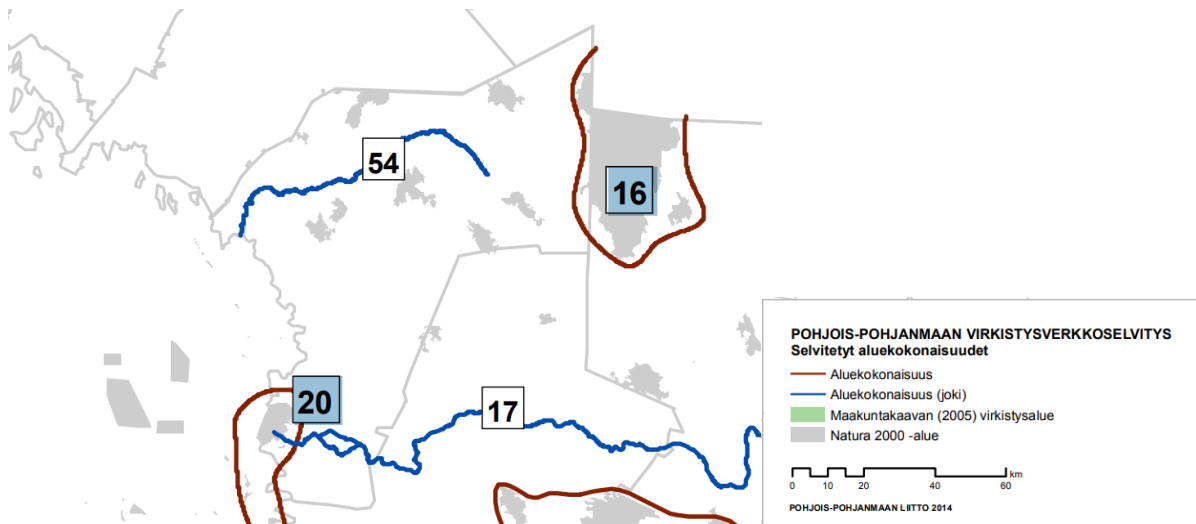 54
16
20
17
POHJOIS-POHJANMAAN VIRKISTYSVERKKOSELVITYS
Selvitetyt aluekokonaisuudet
Aluekokonaisuus
Aluekokonaisuus (joki)
Maakuntakaavan (2005) virkistysalue
Natura 2000 -alue
km
0 10 20 40 60
POHJOIS-POHJANMAAN LIITTO 2014